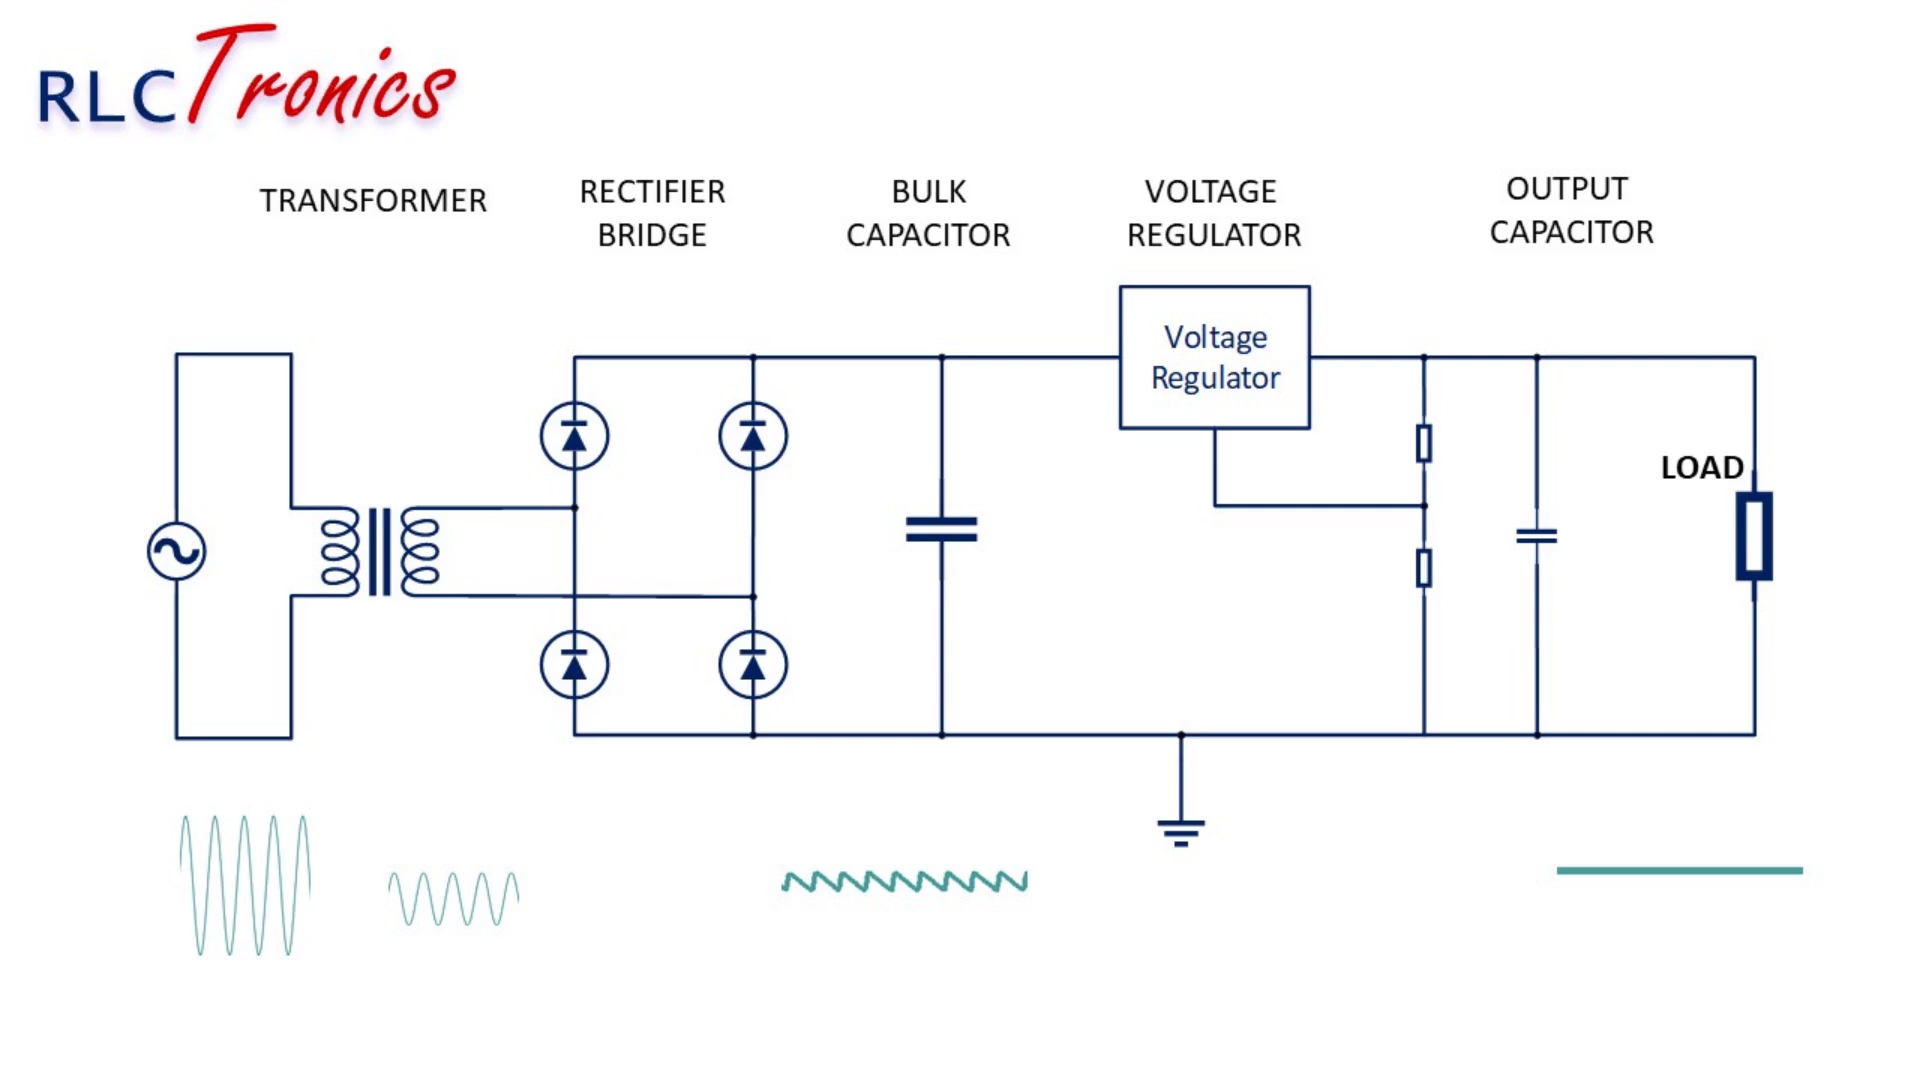 RLCTronics
TRANSFORMER
RECTIFIER
BRIDGE
BULK
CAPACITOR
VOLTAGE
REGULATOR
OUTPUT
CAPACITOR
Voltage
Regulator
LOAD